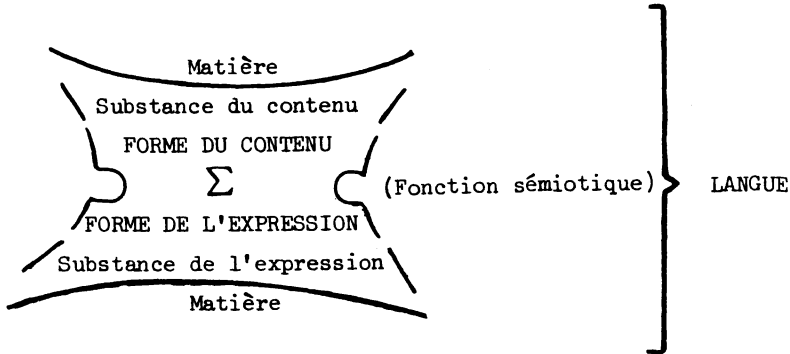 Matière
Substance du contenu
FORME DU CONTENU
Σ (Fonction sémiotique) LANGUE
FORME DE L'EXPRESSION
Substance de l'expression
Matière